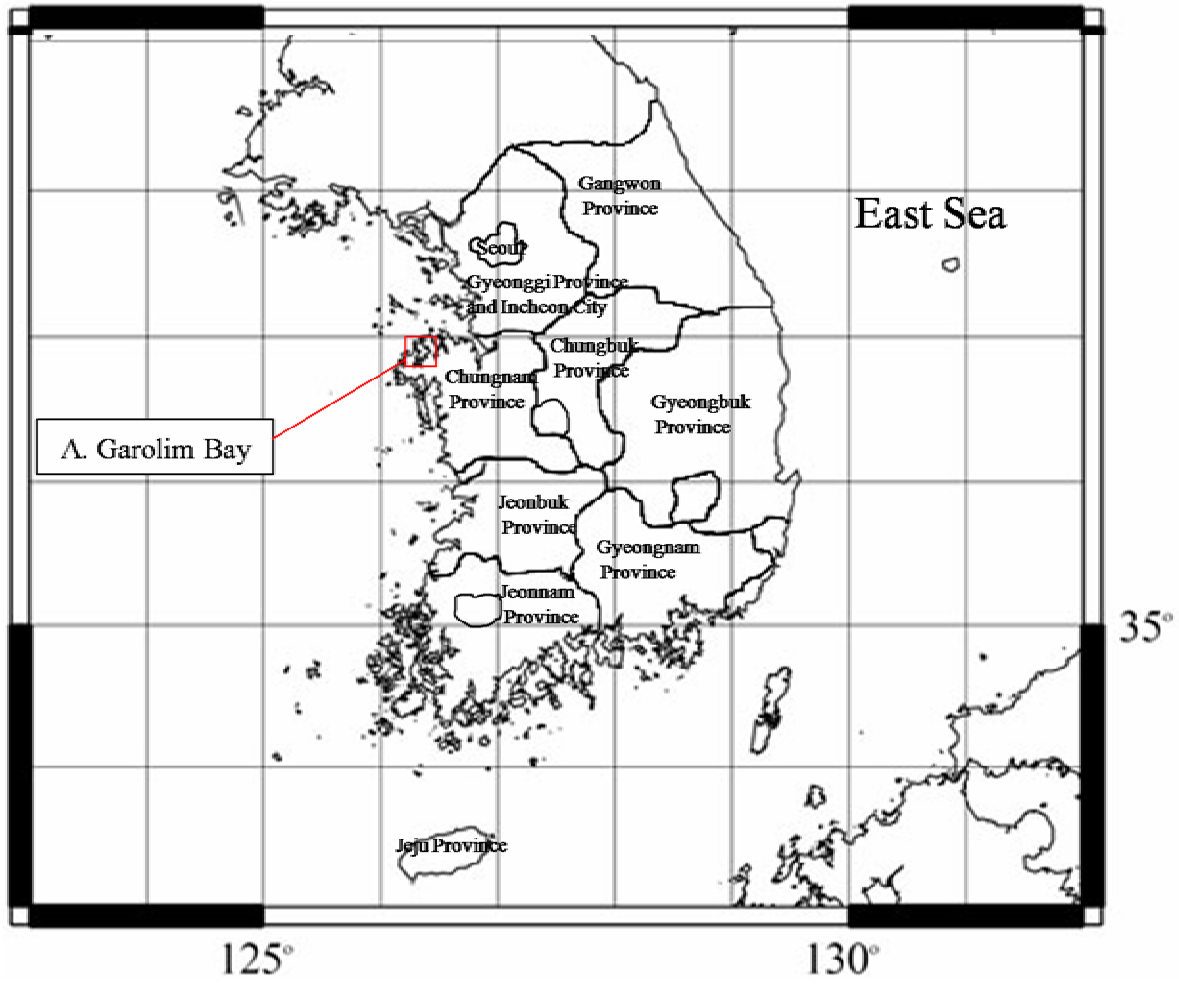 Gangwon
Province
East Sea
Seoul
Gyeonggi Province
and Incheon City
Chungbuk
Province
Chungnam
Province
Gyeongbuk
Province
A. Garolim Bay
Jeonbuk
Province
Gyeongnam
Province
Jeonnam
Province
35°
Jeju Province
125°
130°